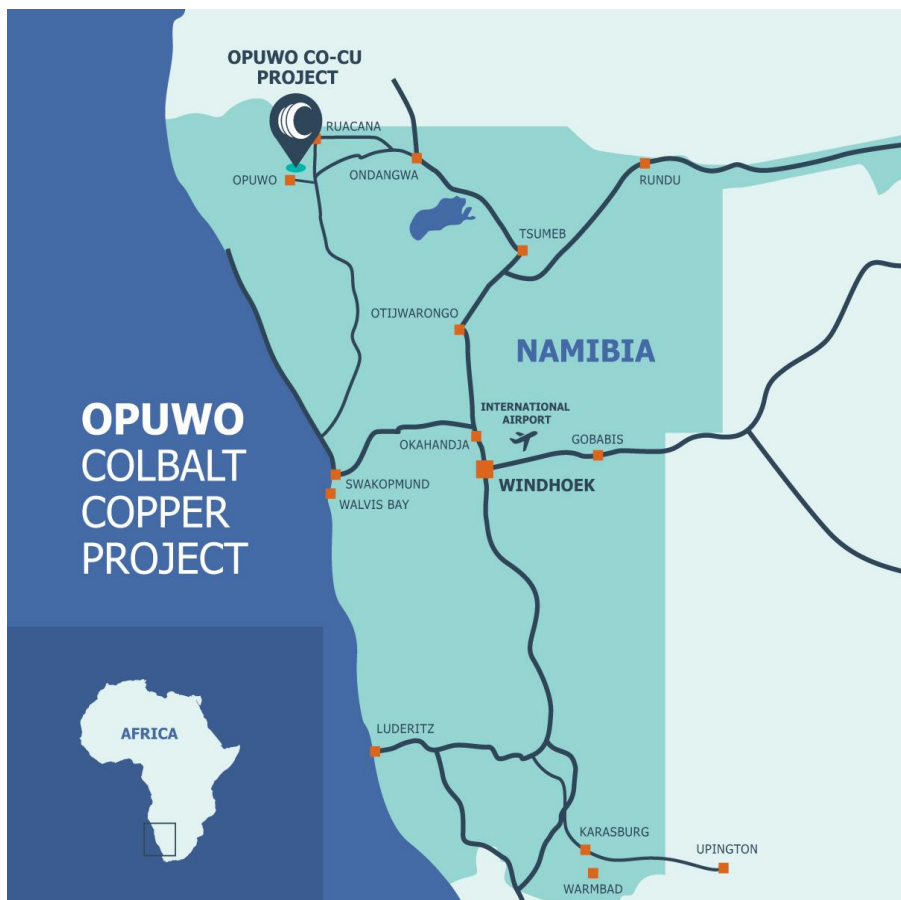 OPUWO CO-CU
PROJECT
RUACANA
OPUWO
ONDANGWA
RUNDU
TSUMEB
OTIJWARONGO
NAMIBIA
INTERNATIONAL
AIRPORT
OKAHANDJA
GOBABIS
WINDHOEK
SWAKOPMUND
WALVIS BAY
OPUWO
COLBALT
COPPER
PROJECT
AFRICA
LUDERITZ
KARASBURG
UPINGTON
WARMBAD